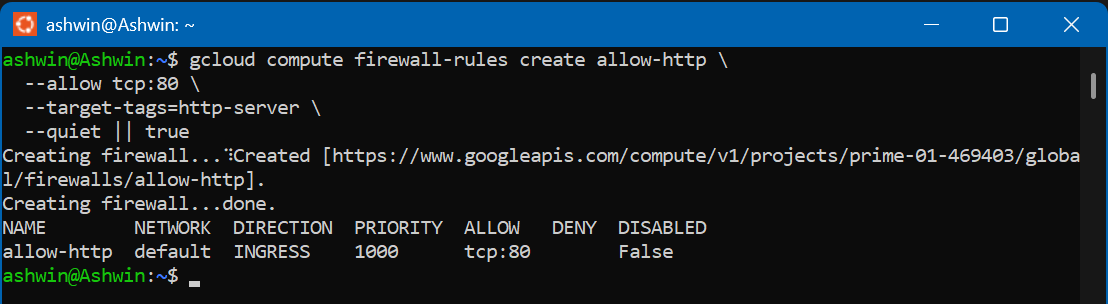 ashwin@Ashwin: ~
ashwin@Ashwin:~$ gcloud compute firewall-rules create allow-http \
  --allow tcp:80 \
  --target-tags=http-server \
  --quiet || true
Creating firewall...⠹Created [https://www.googleapis.com/compute/v1/projects/prime-01-469403/globa
l/firewalls/allow-http].
Creating firewall...done.
NAME        NETWORK  DIRECTION  PRIORITY  ALLOW   DENY  DISABLED
allow-http  default  INGRESS    1000      tcp:80        False
ashwin@Ashwin:~$